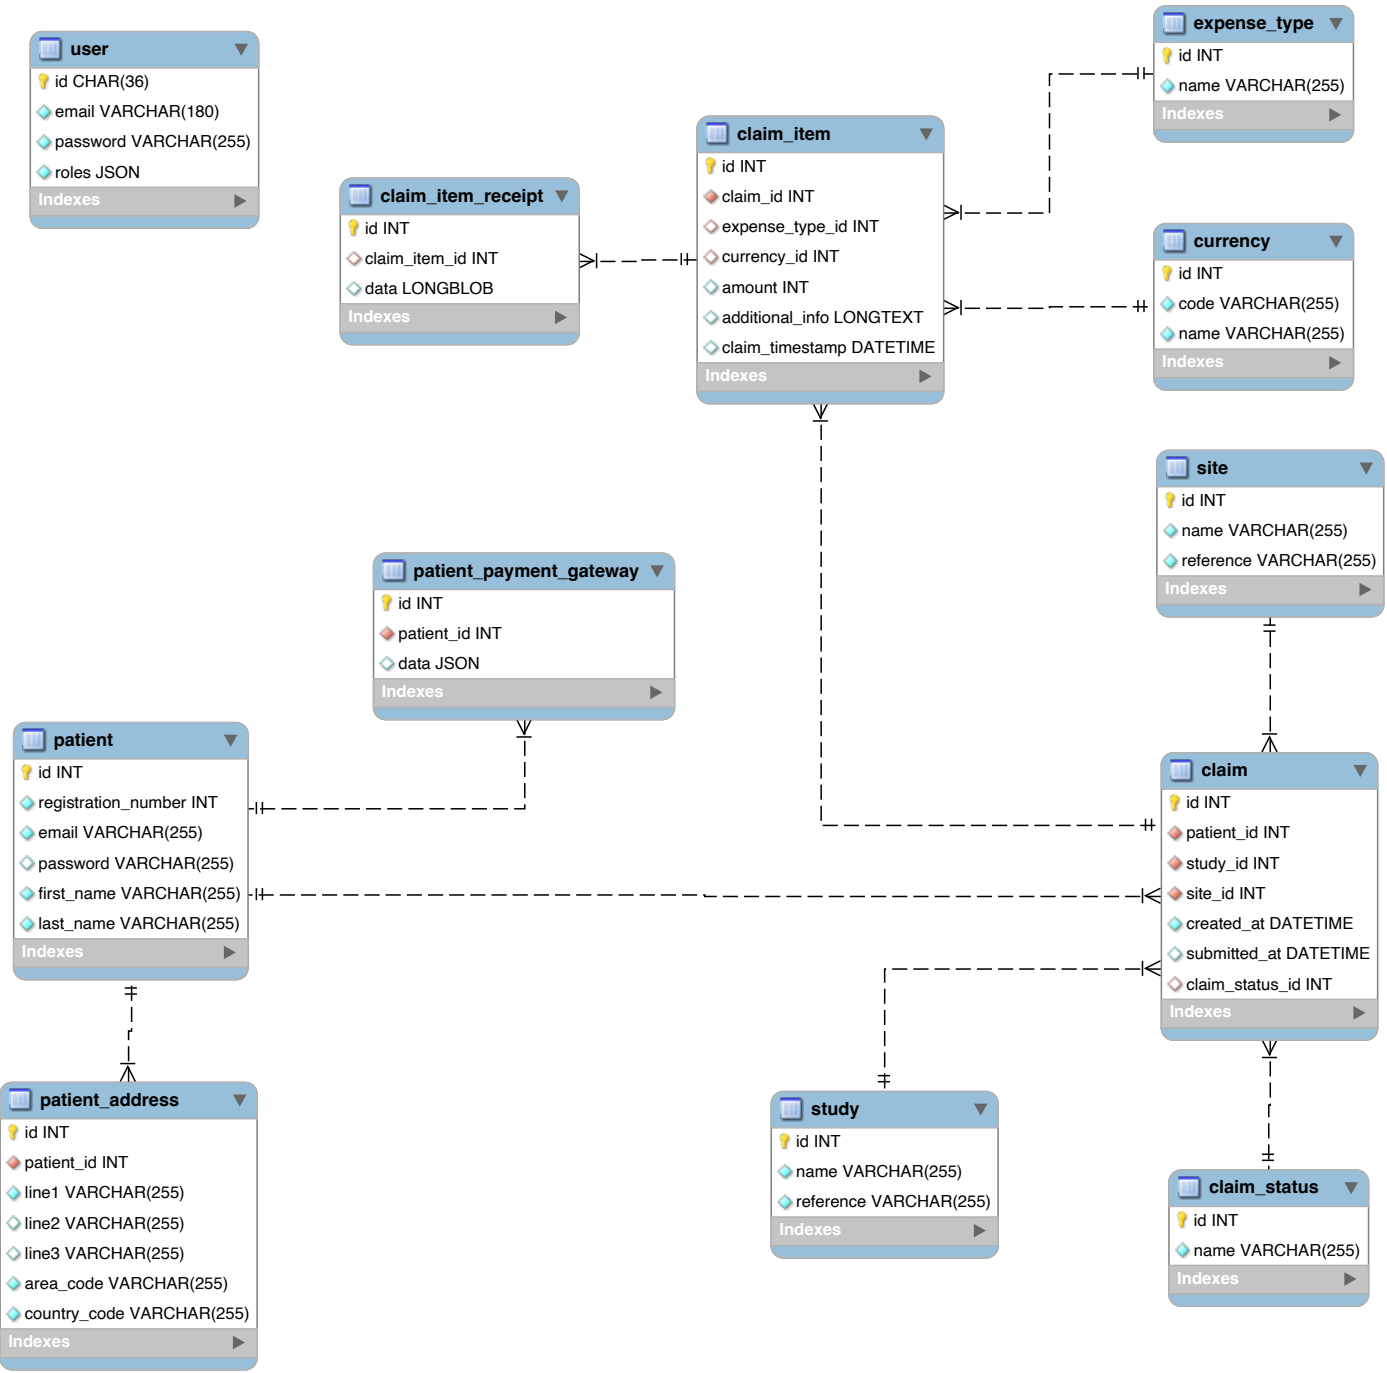 user
id CHAR(36)
email VARCHAR(180)
password VARCHAR(255)
roles JSON
Indexes
claim_item_receipt
id INT
claim_item_id INT
data LONGBLOB
Indexes
claim_item
id INT
claim_id INT
expense_type_id INT
currency_id INT
amount INT
additional_info LONGTEXT
claim_timestamp DATETIME
Indexes
expense_type
id INT
name VARCHAR(255)
Indexes
currency
id INT
code VARCHAR(255)
name VARCHAR(255)
Indexes
site
id INT
name VARCHAR(255)
reference VARCHAR(255)
Indexes
patient_payment_gateway
id INT
patient_id INT
data JSON
Indexes
patient
id INT
registration_number INT
email VARCHAR(255)
password VARCHAR(255)
first_name VARCHAR(255)
last_name VARCHAR(255)
Indexes
claim
id INT
patient_id INT
study_id INT
site_id INT
created_at DATETIME
submitted_at DATETIME
claim_status_id INT
Indexes
patient_address
id INT
patient_id INT
line1 VARCHAR(255)
line2 VARCHAR(255)
line3 VARCHAR(255)
area_code VARCHAR(255)
country_code VARCHAR(255)
Indexes
study
id INT
name VARCHAR(255)
reference VARCHAR(255)
Indexes
claim_status
id INT
name VARCHAR(255)
Indexes